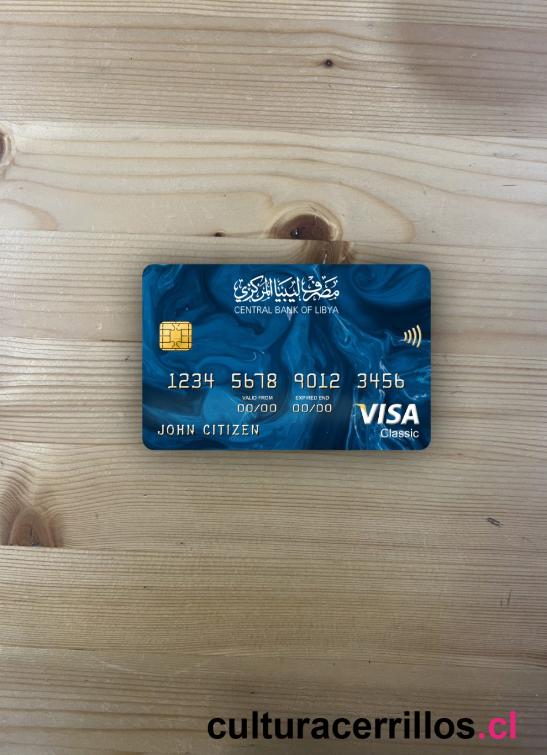 مصرف ليبيا المركزي
CENTRAL BANK OF LIBYA
1234 5678 9012 3456
VALID FROM EXPIRED END
00/00 00/00
VISA
JOHN CITIZEN
Classic
culturacerrillos.cl